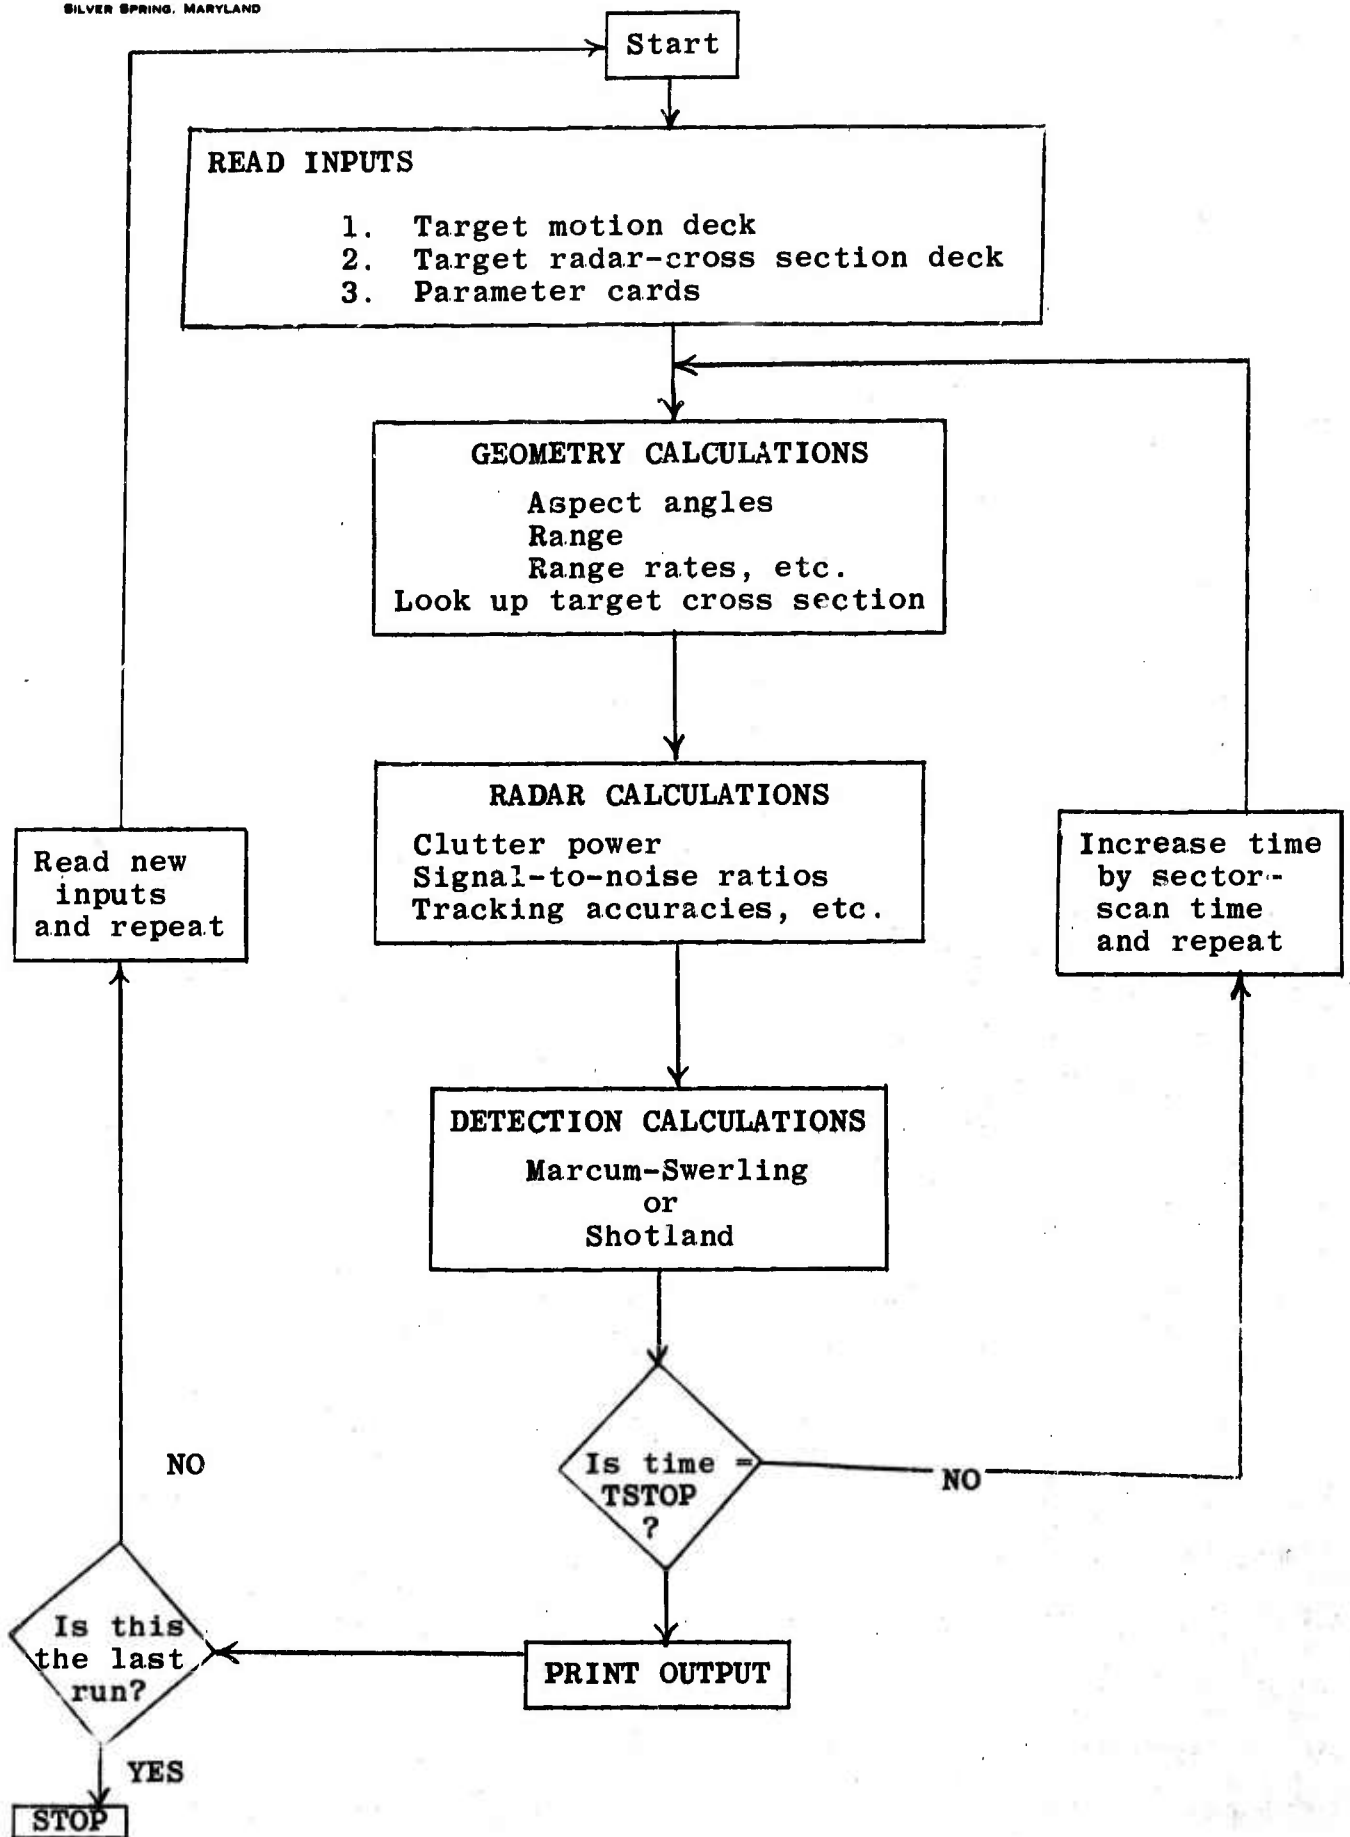 SILVER SPRING, MARYLAND
Start
READ INPUTS
1. Target motion deck
2. Target radar-cross section deck
3. Parameter cards
GEOMETRY CALCULATIONS
Aspect angles
Range
Range rates, etc.
Look up target cross section
RADAR CALCULATIONS
Clutter power
Signal-to-noise ratios
Tracking accuracies, etc.
Read new
inputs
and repeat
Increase time
by sector-
scan time
and repeat
DETECTION CALCULATIONS
Marcum-Swerling
or
Shotland
NO
Is time =
TSTOP
?
NO
Is this
the last
run?
PRINT OUTPUT
YES
STOP